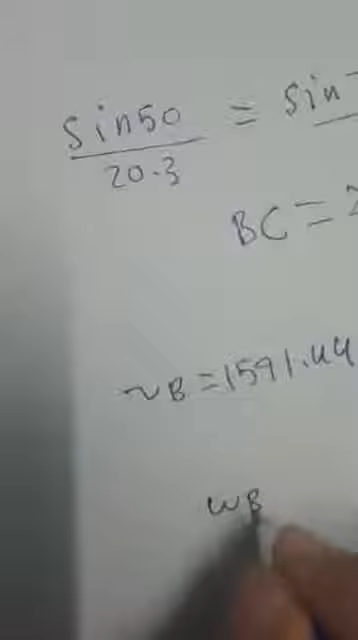 sin50 = sin
20.3
BC =
~B = 1591.44
wB